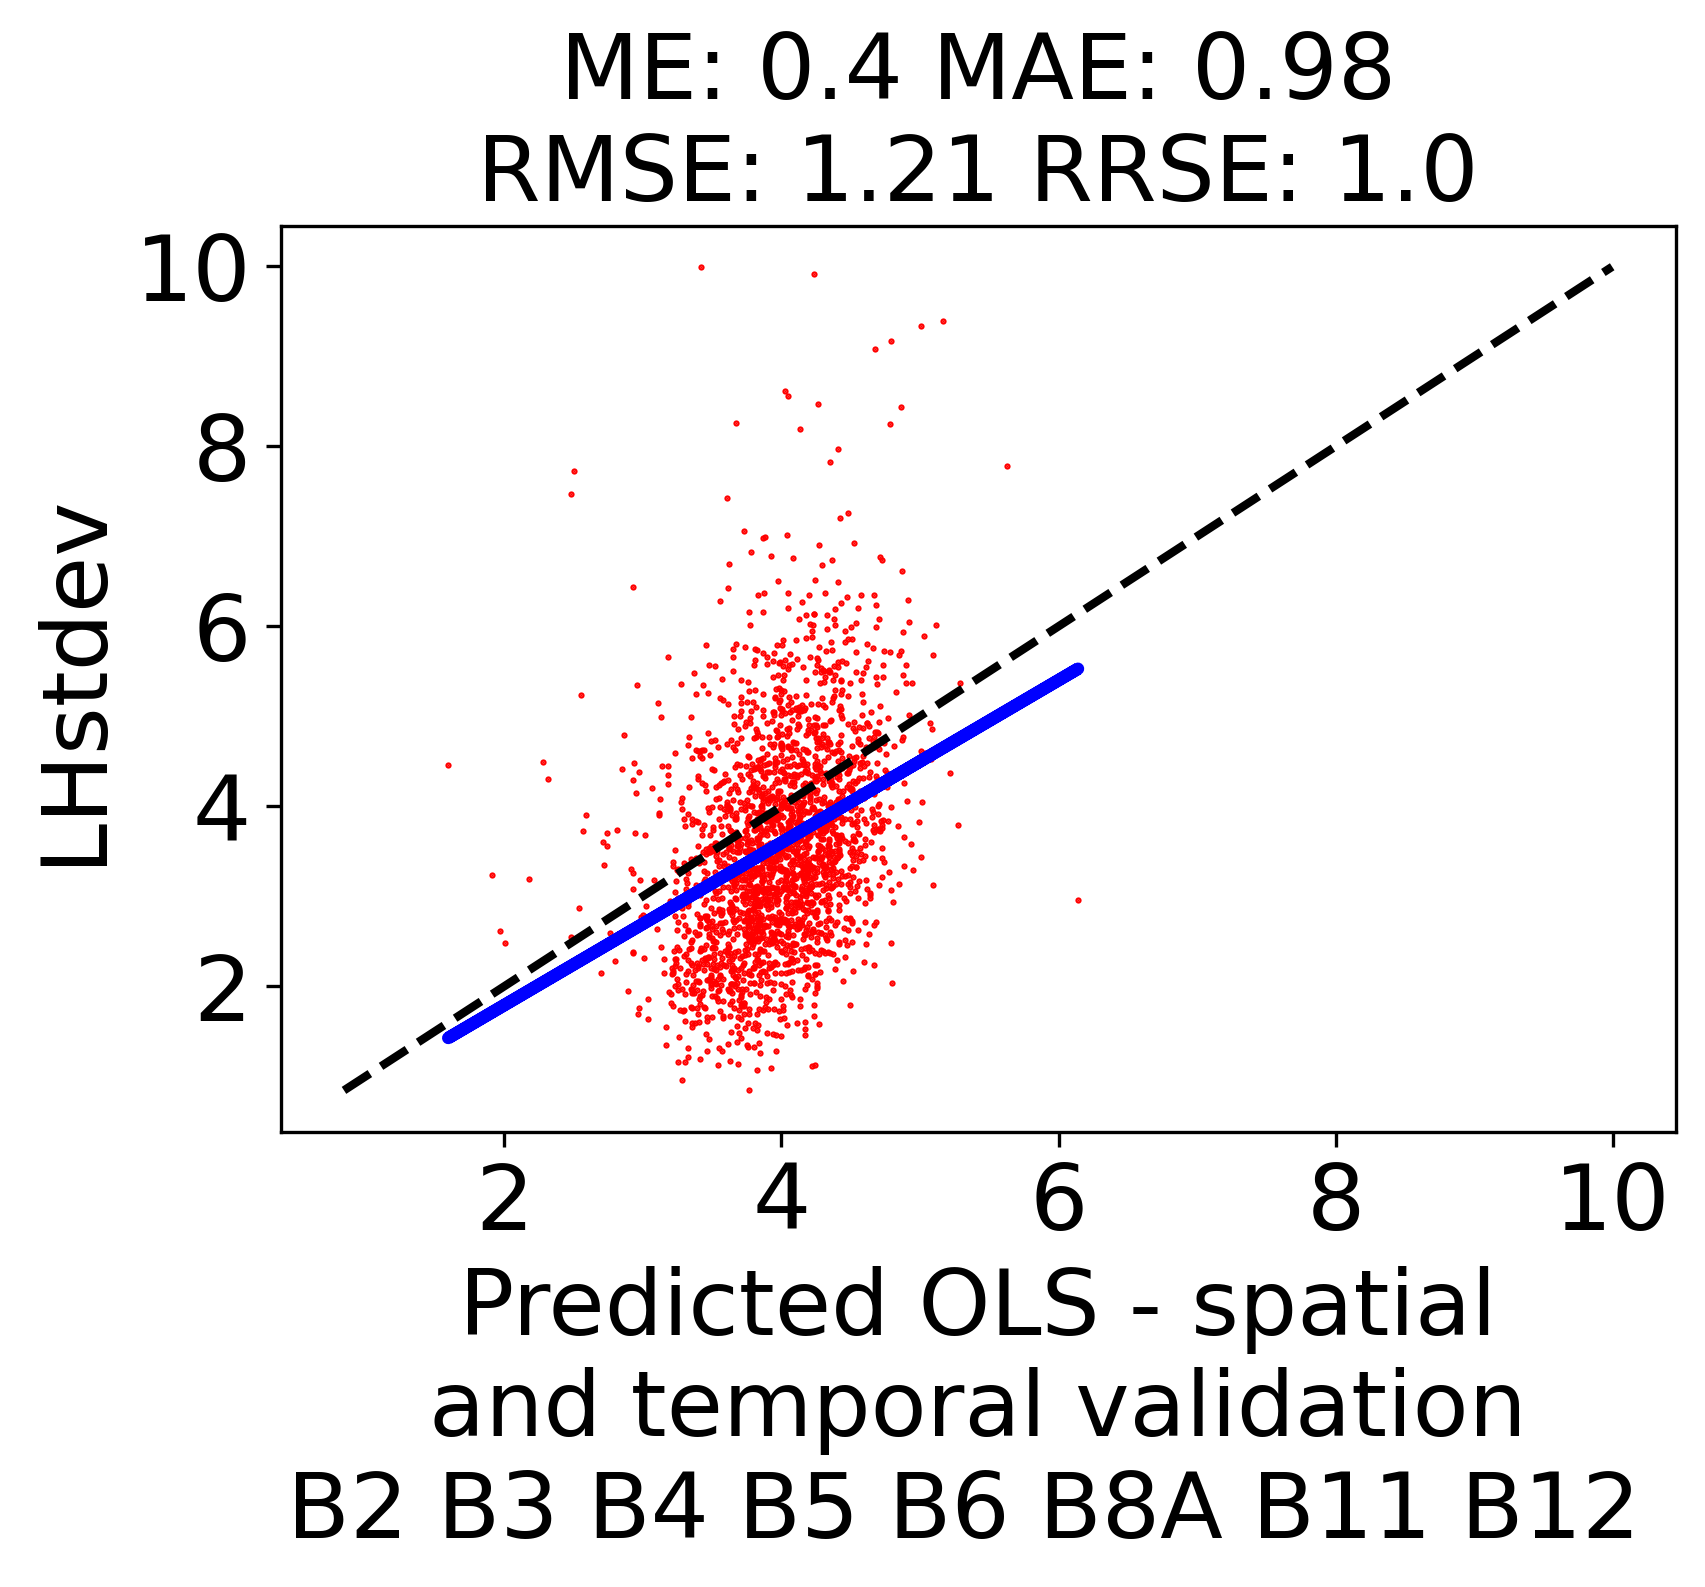 ME: 0.4 MAE: 0.98
RMSE: 1.21 RRSE: 1.0
10
8
6
4
2
LHstdev
2 4 6 8 10
Predicted OLS - spatial
and temporal validation
B2 B3 B4 B5 B6 B8A B11 B12